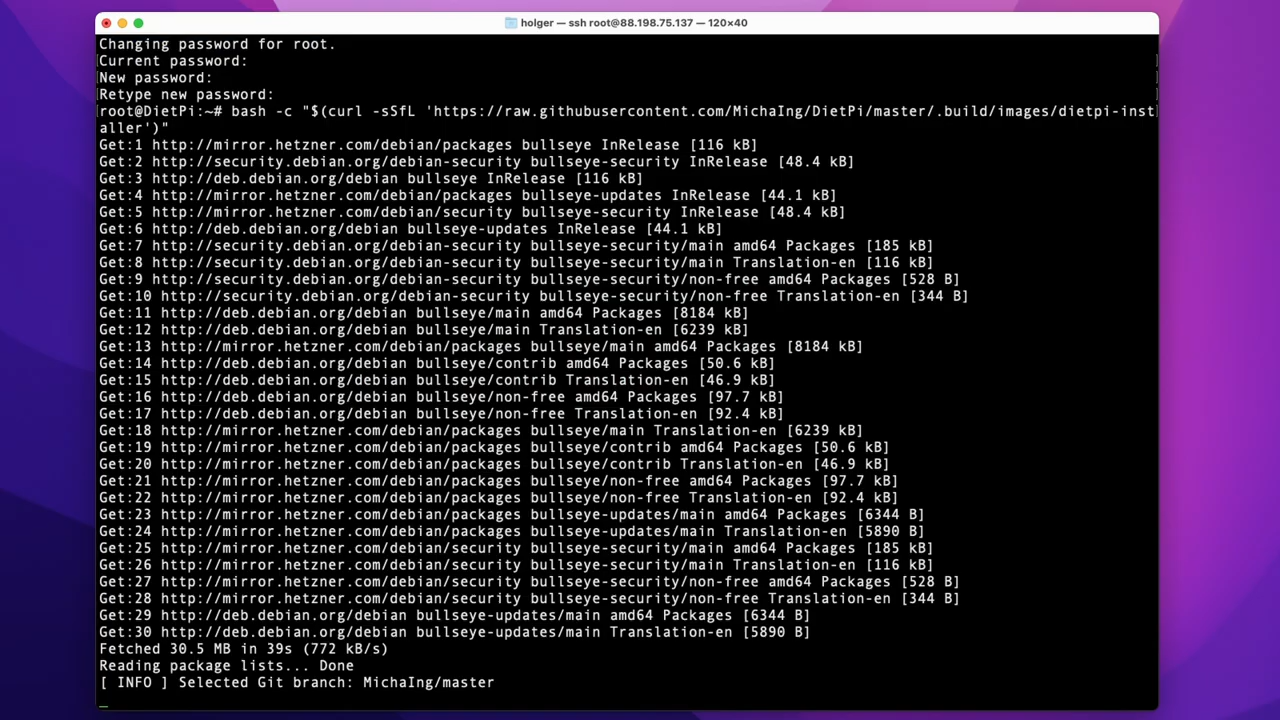 holger — ssh root@88.198.75.137 — 120×40
Changing password for root.
Current password:
New password:
Retype new password:
root@DietPi:~# bash -c "$(curl -sSfL 'https://raw.githubusercontent.com/MichaIng/DietPi/master/.build/images/dietpi-inst
aller')"
Get:1 http://mirror.hetzner.com/debian/packages bullseye InRelease [116 kB]
Get:2 http://security.debian.org/debian-security bullseye-security InRelease [48.4 kB]
Get:3 http://deb.debian.org/debian bullseye InRelease [116 kB]
Get:4 http://mirror.hetzner.com/debian/packages bullseye-updates InRelease [44.1 kB]
Get:5 http://mirror.hetzner.com/debian/security bullseye-security InRelease [48.4 kB]
Get:6 http://deb.debian.org/debian bullseye-updates InRelease [44.1 kB]
Get:7 http://security.debian.org/debian-security bullseye-security/main amd64 Packages [185 kB]
Get:8 http://security.debian.org/debian-security bullseye-security/main Translation-en [116 kB]
Get:9 http://security.debian.org/debian-security bullseye-security/non-free amd64 Packages [528 B]
Get:10 http://security.debian.org/debian-security bullseye-security/non-free Translation-en [344 B]
Get:11 http://deb.debian.org/debian bullseye/main amd64 Packages [8184 kB]
Get:12 http://deb.debian.org/debian bullseye/main Translation-en [6239 kB]
Get:13 http://mirror.hetzner.com/debian/packages bullseye/main amd64 Packages [8184 kB]
Get:14 http://deb.debian.org/debian bullseye/contrib amd64 Packages [50.6 kB]
Get:15 http://deb.debian.org/debian bullseye/contrib Translation-en [46.9 kB]
Get:16 http://deb.debian.org/debian bullseye/non-free amd64 Packages [97.7 kB]
Get:17 http://deb.debian.org/debian bullseye/non-free Translation-en [92.4 kB]
Get:18 http://mirror.hetzner.com/debian/packages bullseye/main Translation-en [6239 kB]
Get:19 http://mirror.hetzner.com/debian/packages bullseye/contrib amd64 Packages [50.6 kB]
Get:20 http://mirror.hetzner.com/debian/packages bullseye/contrib Translation-en [46.9 kB]
Get:21 http://mirror.hetzner.com/debian/packages bullseye/non-free amd64 Packages [97.7 kB]
Get:22 http://mirror.hetzner.com/debian/packages bullseye/non-free Translation-en [92.4 kB]
Get:23 http://mirror.hetzner.com/debian/packages bullseye-updates/main amd64 Packages [6344 B]
Get:24 http://mirror.hetzner.com/debian/packages bullseye-updates/main Translation-en [5890 B]
Get:25 http://mirror.hetzner.com/debian/security bullseye-security/main amd64 Packages [185 kB]
Get:26 http://mirror.hetzner.com/debian/security bullseye-security/main Translation-en [116 kB]
Get:27 http://mirror.hetzner.com/debian/security bullseye-security/non-free amd64 Packages [528 B]
Get:28 http://mirror.hetzner.com/debian/security bullseye-security/non-free Translation-en [344 B]
Get:29 http://deb.debian.org/debian bullseye-updates/main amd64 Packages [6344 B]
Get:30 http://deb.debian.org/debian bullseye-updates/main Translation-en [5890 B]
Fetched 30.5 MB in 39s (772 kB/s)
Reading package lists... Done
[ INFO ] Selected Git branch: MichaIng/master